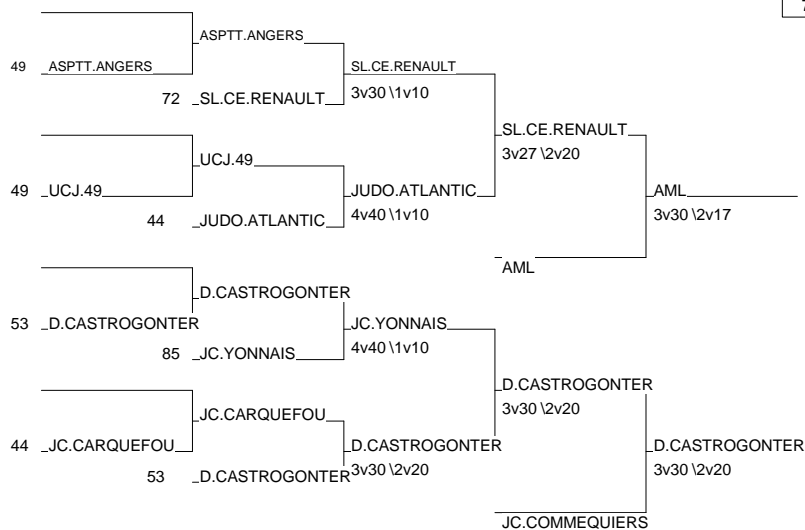 ASPTT.ANGERS
49 ASPTT.ANGERS
SL.CE.RENAULT
72 SL.CE.RENAULT
3v30 \1v10
SL.CE.RENAULT
3v27 \2v20
UCJ.49
49 UCJ.49
JUDO.ATLANTIC
44 JUDO.ATLANTIC
4v40 \1v10
AML
3v30 \2v17
AML
D.CASTROGONTER
53 D.CASTROGONTER
JC.YONNAIS
85 JC.YONNAIS
4v40 \1v10
D.CASTROGONTER
3v30 \2v20
JC.CARQUEFOU
44 JC.CARQUEFOU
D.CASTROGONTER
53 D.CASTROGONTER
3v30 \2v20
D.CASTROGONTER
3v30 \2v20
JC.COMMEQUIERS